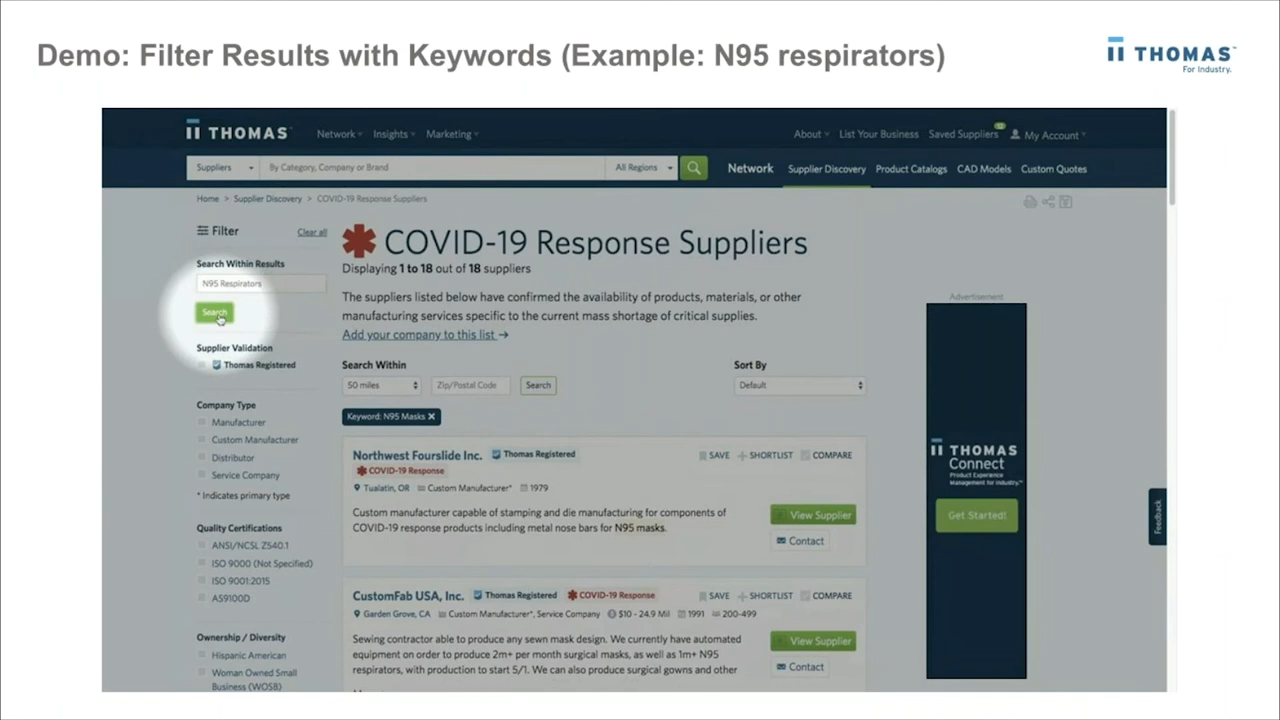 Demo: Filter Results with Keywords (Example: N95 respirators)
THOMAS™
For Industry.
THOMAS
Network
Insights
Marketing
About
List Your Business
Saved Suppliers
My Account
Suppliers
By Category, Company or Brand
All Regions
Network
Supplier Discovery
Product Catalogs
CAD Models
Custom Quotes
Home > Supplier Discovery > COVID-19 Response Suppliers
Filter
Clear all
Search Within Results
N95 Respirators
Search
Supplier Validation
Thomas Registered
Company Type
Manufacturer
Custom Manufacturer
Distributor
Service Company
* Indicates primary type
Quality Certifications
ANSI/NCSL Z540.1
ISO 9000 (Not Specified)
ISO 9001:2015
AS9100D
Ownership / Diversity
Hispanic American
Woman Owned Small
Business (WOSB)
COVID-19 Response Suppliers
Displaying 1 to 18 out of 18 suppliers
The suppliers listed below have confirmed the availability of products, materials, or other
manufacturing services specific to the current mass shortage of critical supplies.
Add your company to this list →
Search Within
50 miles
Zip/Postal Code
Search
Sort By
Default
Keyword: N95 Masks ✕
Northwest Fourslide Inc.
Thomas Registered
SAVE
SHORTLIST
COMPARE
COVID-19 Response
Tualatin, OR
Custom Manufacturer*
1979
Custom manufacturer capable of stamping and die manufacturing for components of
COVID-19 response products including metal nose bars for N95 masks.
View Supplier
Contact
CustomFab USA, Inc.
Thomas Registered
COVID-19 Response
SAVE
SHORTLIST
COMPARE
Garden Grove, CA
Custom Manufacturer*, Service Company
$10 - 24.9 Mil
1991
200-499
Sewing contractor able to produce any sewn mask design. We currently have automated
equipment on order to produce 2m+ per month surgical masks, as well as 1m+ N95
respirators, with production to start 5/1. We can also produce surgical gowns and other
View Supplier
Contact
Advertisement
THOMAS
Connect
Product Experience
Management for Industry.™
Get Started!
Feedback